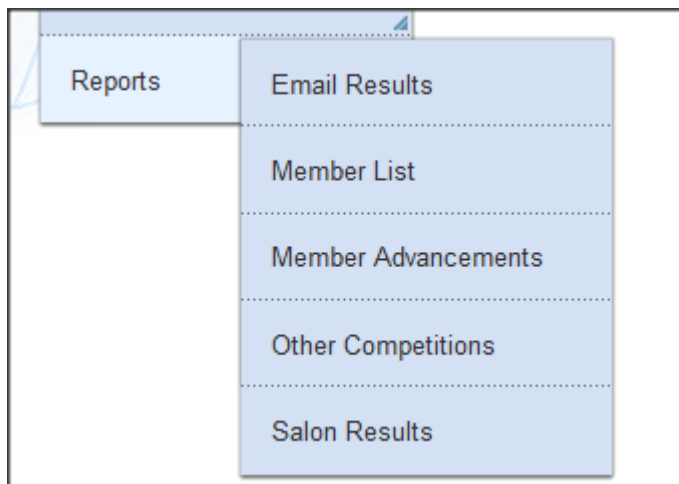 Reports
Email Results
Member List
Member Advancements
Other Competitions
Salon Results